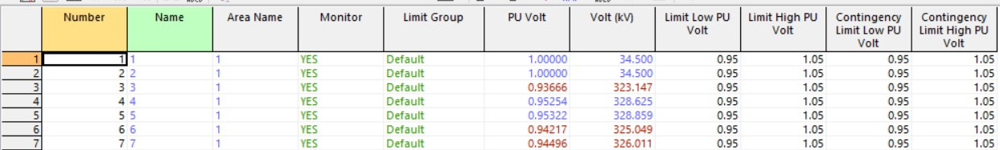 Number Name Area Name Monitor Limit Group PU Volt Volt (kV) Limit Low PU Volt Limit High PU Volt Contingency Limit Low PU Volt Contingency Limit High PU Volt
1 1 1 1 YES Default 1.00000 34.500 0.95 1.05 0.95 1.05
2 2 2 1 YES Default 1.00000 34.500 0.95 1.05 0.95 1.05
3 3 3 1 YES Default 0.93666 323.147 0.95 1.05 0.95 1.05
4 4 4 1 YES Default 0.95254 328.625 0.95 1.05 0.95 1.05
5 5 5 1 YES Default 0.95322 328.859 0.95 1.05 0.95 1.05
6 6 6 1 YES Default 0.94217 325.049 0.95 1.05 0.95 1.05
7 7 7 1 YES Default 0.94496 326.011 0.95 1.05 0.95 1.05